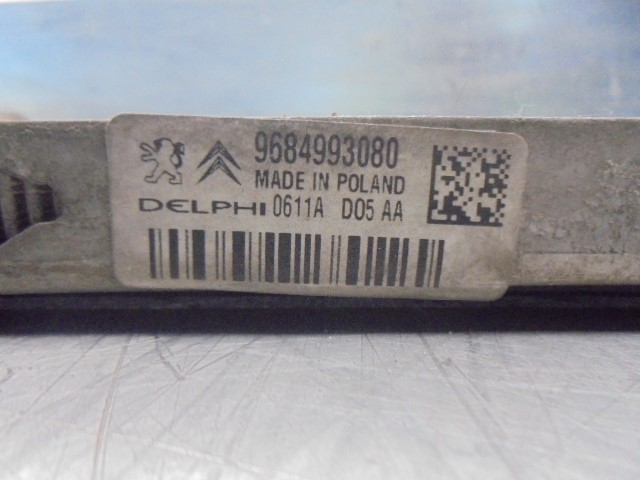 9684993080
MADE IN POLAND
DELPHI 0611A D05 AA